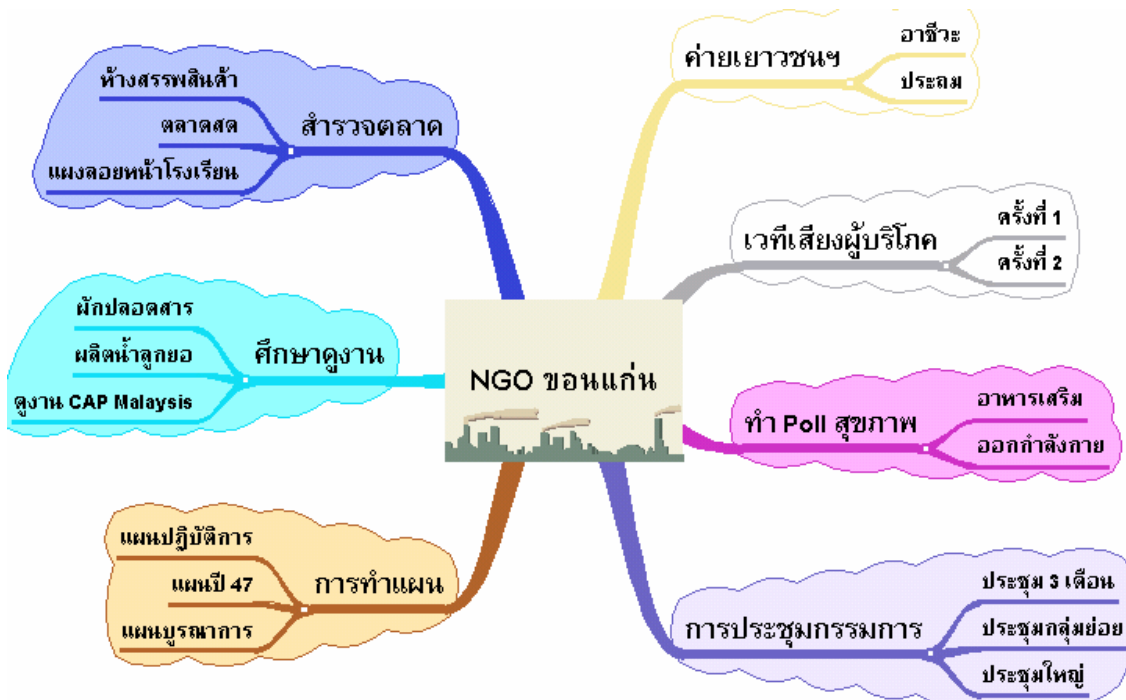 NGO ขอนแก่น
ค่ายเยาวชนฯ
อาชีวะ
ประถม
เวทีเสียงผู้บริโภค
ครั้งที่ 1
ครั้งที่ 2
ทำ Poll สุขภาพ
อาหารเสริม
ออกกำลังกาย
การประชุมกรรมการ
ประชุม 3 เดือน
ประชุมกลุ่มย่อย
ประชุมใหญ่
การทำแผน
แผนปฏิบัติการ
แผนปี 47
แผนบูรณาการ
ศึกษาดูงาน
ผักปลอดสาร
ผลิตน้ำลูกยอ
ดูงาน CAP Malaysis
สำรวจตลาด
ห้างสรรพสินค้า
ตลาดสด
แผงลอยหน้าโรงเรียน